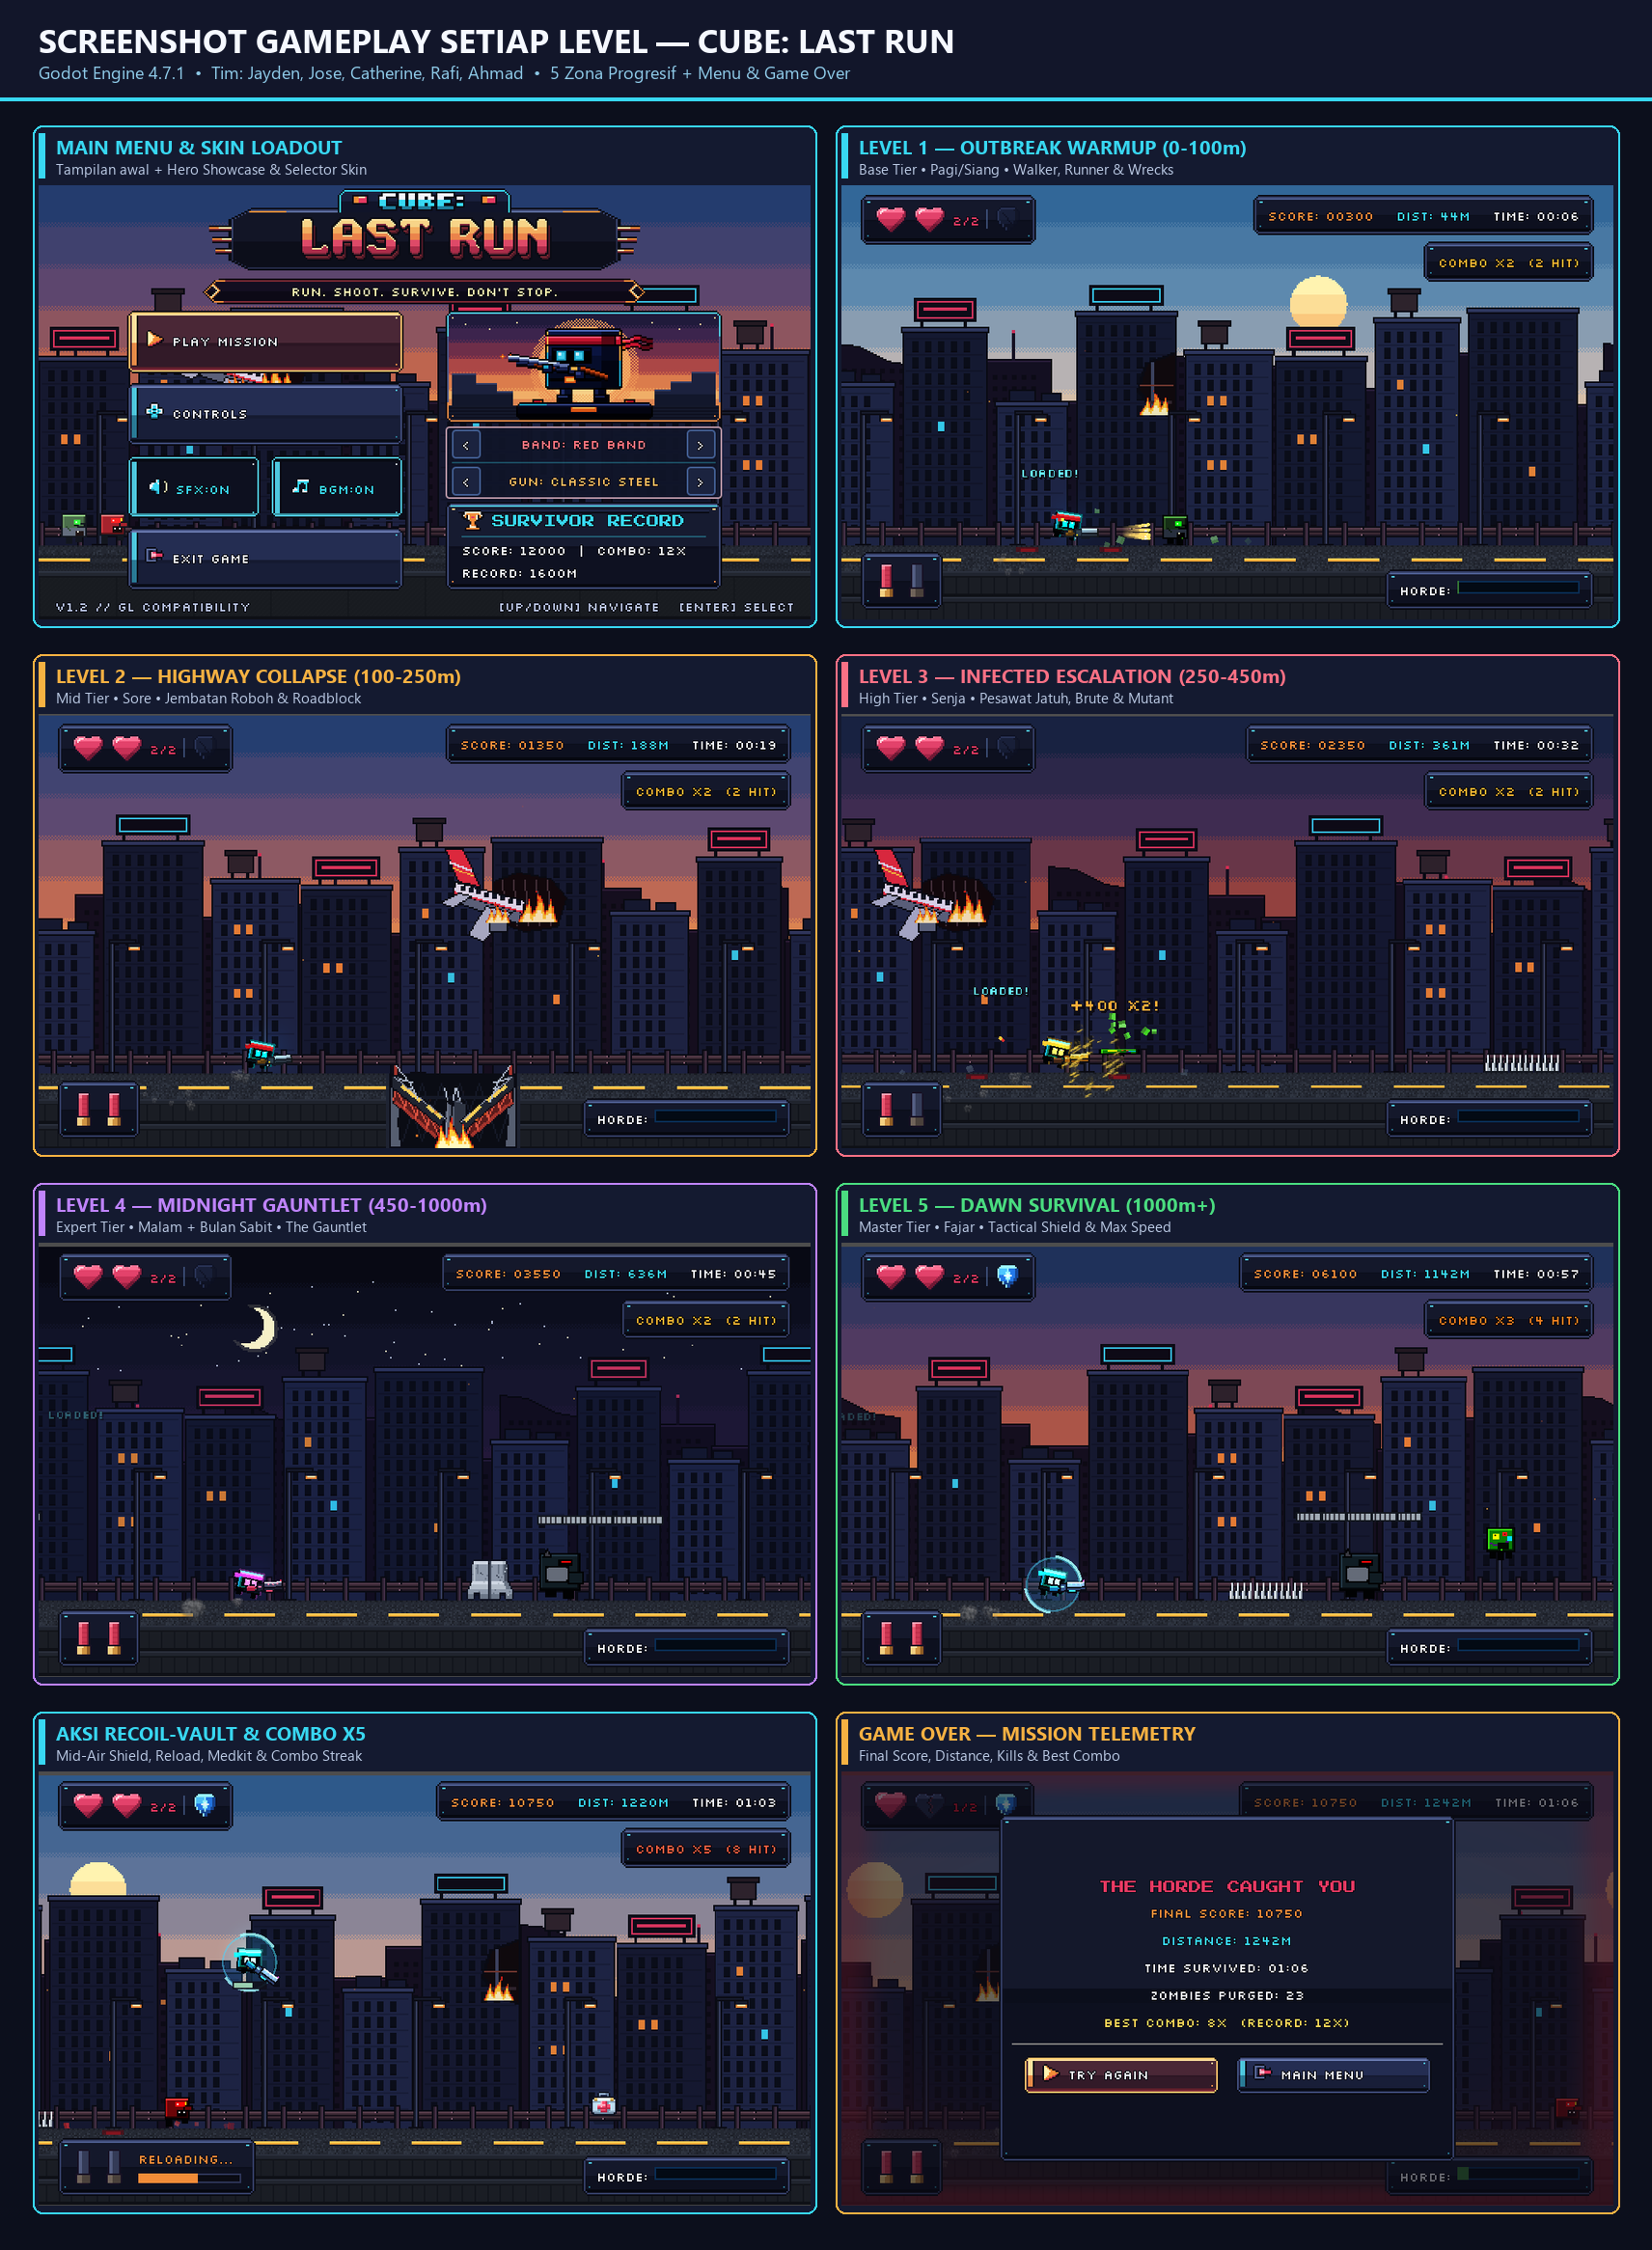 SCREENSHOT GAMEPLAY SETIAP LEVEL — CUBE: LAST RUN
Godot Engine 4.7.1 • Tim: Jayden, Jose, Catherine, Rafi, Ahmad • 5 Zona Progresif + Menu & Game Over
MAIN MENU & SKIN LOADOUT
Tampilan awal + Hero Showcase & Selector Skin
CUBE:
LAST RUN
RUN. SHOOT. SURVIVE. DON'T STOP.
PLAY MISSION
CONTROLS
SFX:ON
BGM:ON
EXIT GAME
< BAND: RED BAND >
< GUN: CLASSIC STEEL >
SURVIVOR RECORD
SCORE: 12000 | COMBO: 12X
RECORD: 1600M
V1.2 // GL COMPATIBILITY
[UP/DOWN] NAVIGATE [ENTER] SELECT
LEVEL 1 — OUTBREAK WARMUP (0-100m)
Base Tier • Pagi/Siang • Walker, Runner & Wrecks
2/2
SCORE: 00300 DIST: 44M TIME: 00:06
COMBO X2 (2 HIT)
LOADED!
HORDE:
LEVEL 2 — HIGHWAY COLLAPSE (100-250m)
Mid Tier • Sore • Jembatan Roboh & Roadblock
2/2
SCORE: 01350 DIST: 188M TIME: 00:19
COMBO X2 (2 HIT)
HORDE:
LEVEL 3 — INFECTED ESCALATION (250-450m)
High Tier • Senja • Pesawat Jatuh, Brute & Mutant
2/2
SCORE: 02350 DIST: 361M TIME: 00:32
COMBO X2 (2 HIT)
LOADED!
+400 X2!
HORDE:
LEVEL 4 — MIDNIGHT GAUNTLET (450-1000m)
Expert Tier • Malam + Bulan Sabit • The Gauntlet
2/2
SCORE: 03550 DIST: 636M TIME: 00:45
COMBO X2 (2 HIT)
LOADED!
HORDE:
LEVEL 5 — DAWN SURVIVAL (1000m+)
Master Tier • Fajar • Tactical Shield & Max Speed
2/2
SCORE: 06100 DIST: 1142M TIME: 00:57
COMBO X3 (4 HIT)
ADED!
HORDE:
AKSI RECOIL-VAULT & COMBO X5
Mid-Air Shield, Reload, Medkit & Combo Streak
2/2
SCORE: 10750 DIST: 1220M TIME: 01:03
COMBO X5 (8 HIT)
RELOADING...
HORDE:
GAME OVER — MISSION TELEMETRY
Final Score, Distance, Kills & Best Combo
1/2
SCORE: 10750 DIST: 1242M TIME: 01:06
THE HORDE CAUGHT YOU
FINAL SCORE: 10750
DISTANCE: 1242M
TIME SURVIVED: 01:06
ZOMBIES PURGED: 23
BEST COMBO: 8X (RECORD: 12X)
TRY AGAIN
MAIN MENU
HORDE: